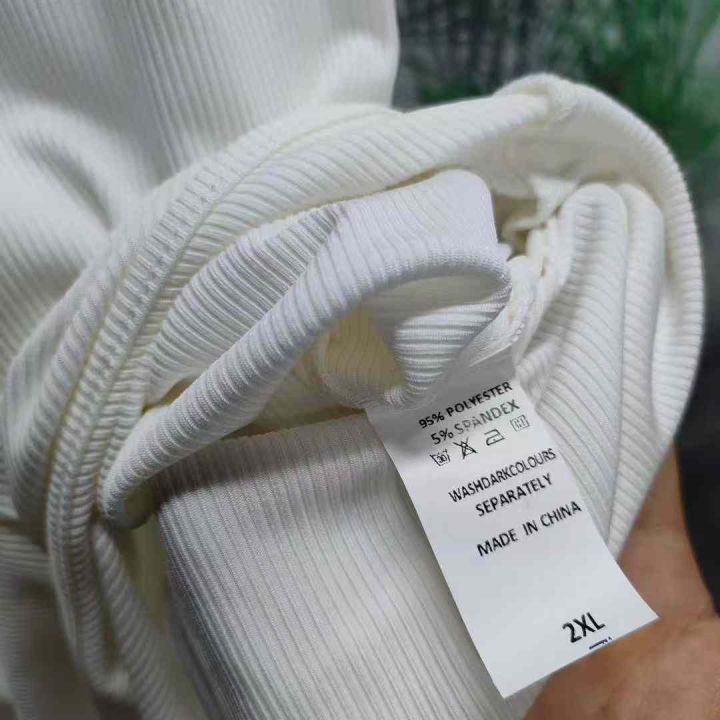 95% POLYESTER
5% SPANDEX
WASHDARKCOLOURS
SEPARATELY
MADE IN CHINA
2XL